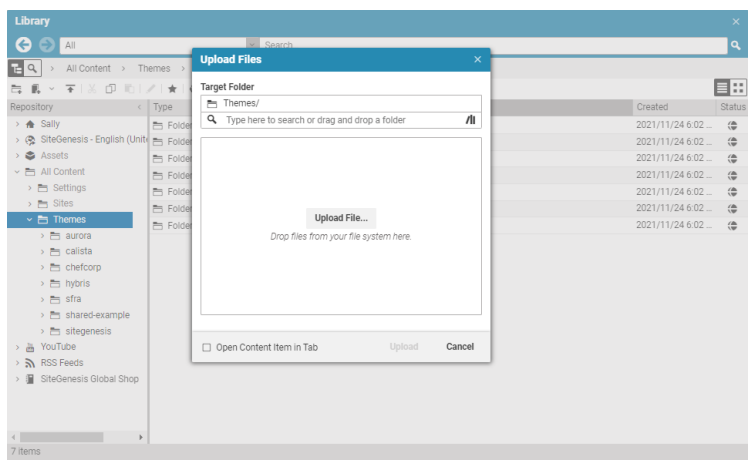 Library
All
Search
All Content
Themes
Upload Files
Target Folder
Themes/
Type here to search or drag and drop a folder
Upload File...
Drop files from your file system here.
Open Content Item in Tab
Upload
Cancel
Repository
Type
Created
Status
Sally
SiteGenesis - English (Unit
Assets
All Content
Settings
Sites
Themes
aurora
calista
chefcorp
hybris
sfra
shared-example
sitegenesis
YouTube
RSS Feeds
SiteGenesis Global Shop
Folder
Folder
Folder
Folder
Folder
Folder
Folder
2021/11/24 6:02 ...
2021/11/24 6:02 ...
2021/11/24 6:02 ...
2021/11/24 6:02 ...
2021/11/24 6:02 ...
2021/11/24 6:02 ...
2021/11/24 6:02 ...
7 items